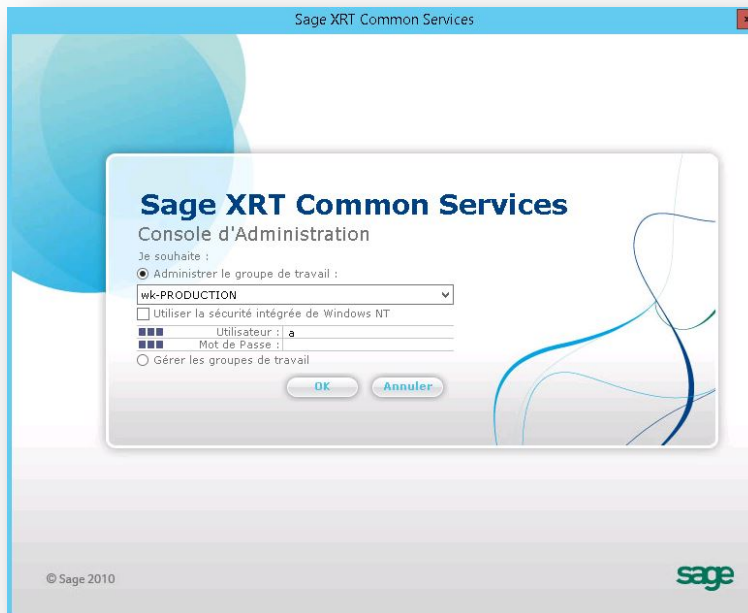 Sage XRT Common Services
Sage XRT Common Services
Console d'Administration
Je souhaite :
Administrer le groupe de travail :
wk-PRODUCTION
Utiliser la sécurité intégrée de Windows NT
Utilisateur : a
Mot de Passe :
Gérer les groupes de travail
OK Annuler
© Sage 2010 sage